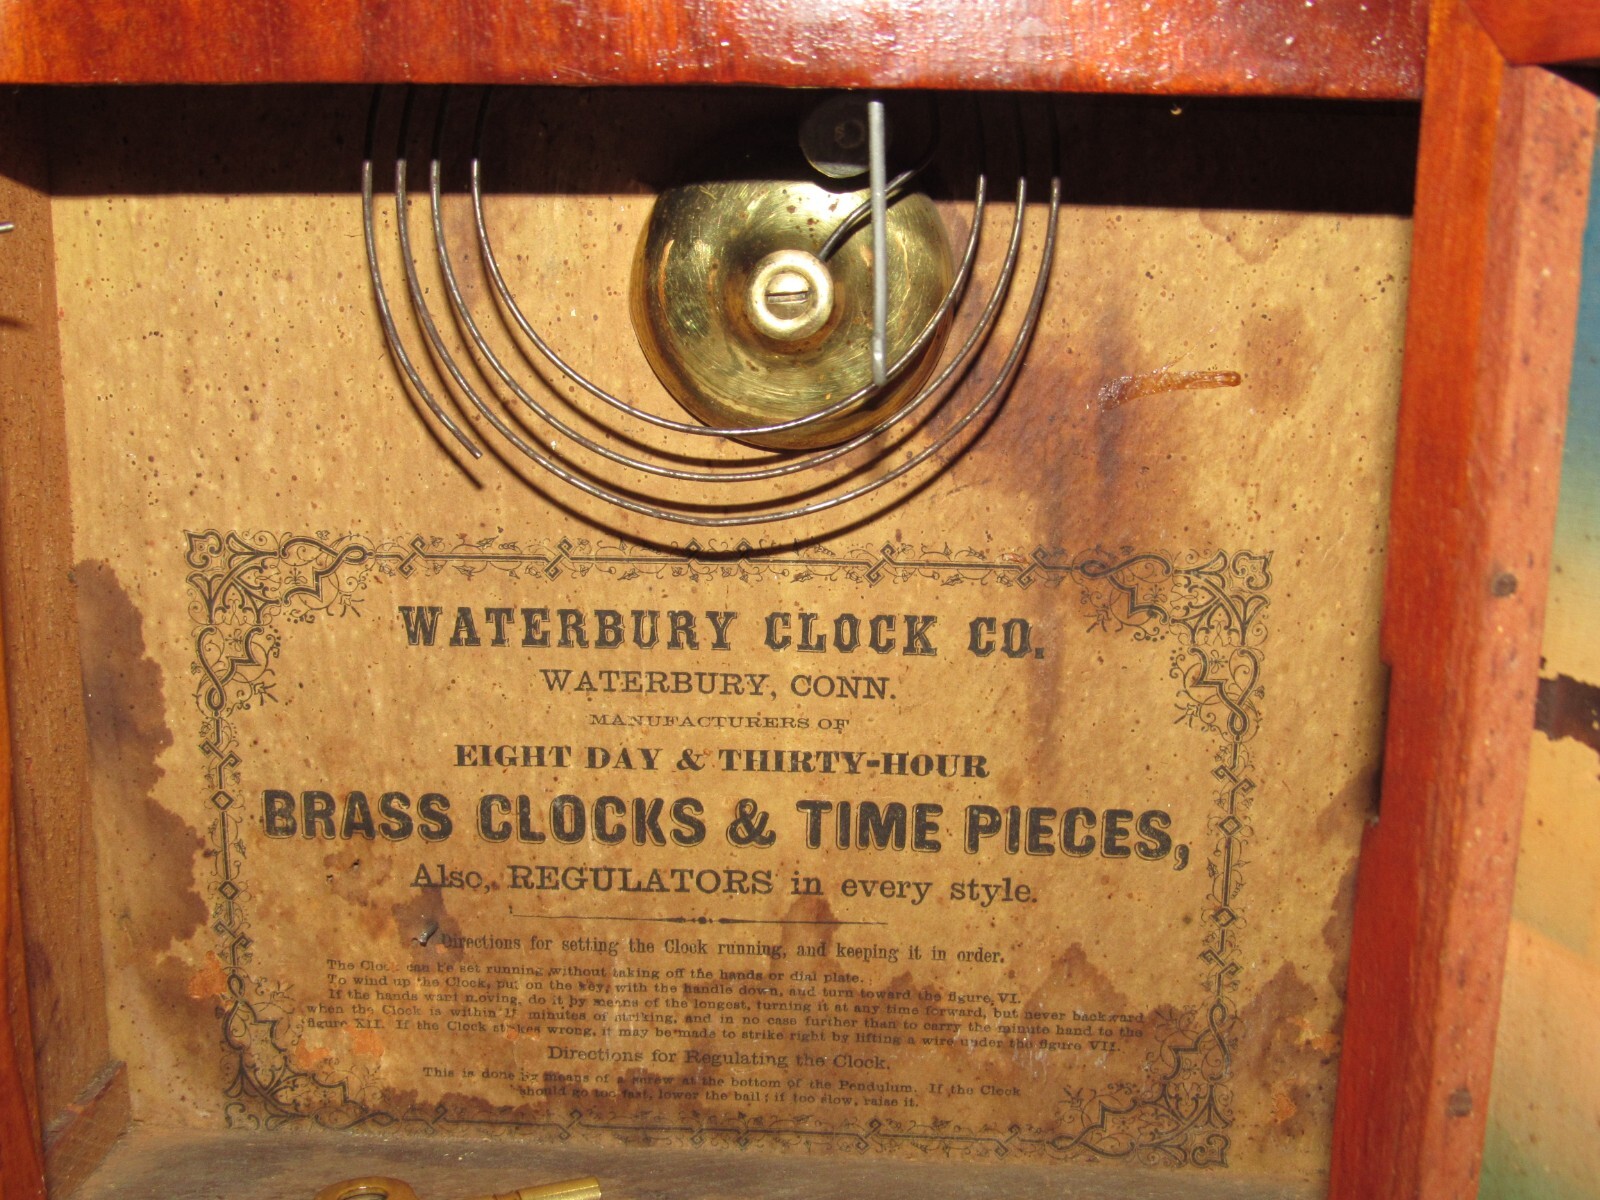 WATERBURY CLOCK CO.
WATERBURY, CONN.
MANUFACTURERS OF
EIGHT DAY & THIRTY-HOUR
BRASS CLOCKS & TIME PIECES,
Also, REGULATORS in every style.
Directions for setting the Clock running, and keeping it in order.
The Clock can be set running without taking off the hands or dial plate.
To wind up the Clock, put on the key, with the handle down, and turn toward the figure VI.
If the hands want moving, do it by means of the longest, turning it at any time forward, but never backward
when the Clock is within 15 minutes of striking, and in no case further than to carry the minute hand to the
figure XII. If the Clock strikes wrong, it may be made to strike right by lifting a wire under the figure VII.
Directions for Regulating the Clock.
This is done by means of a screw at the bottom of the Pendulum. If the Clock
should go too fast, lower the ball; if too slow, raise it.